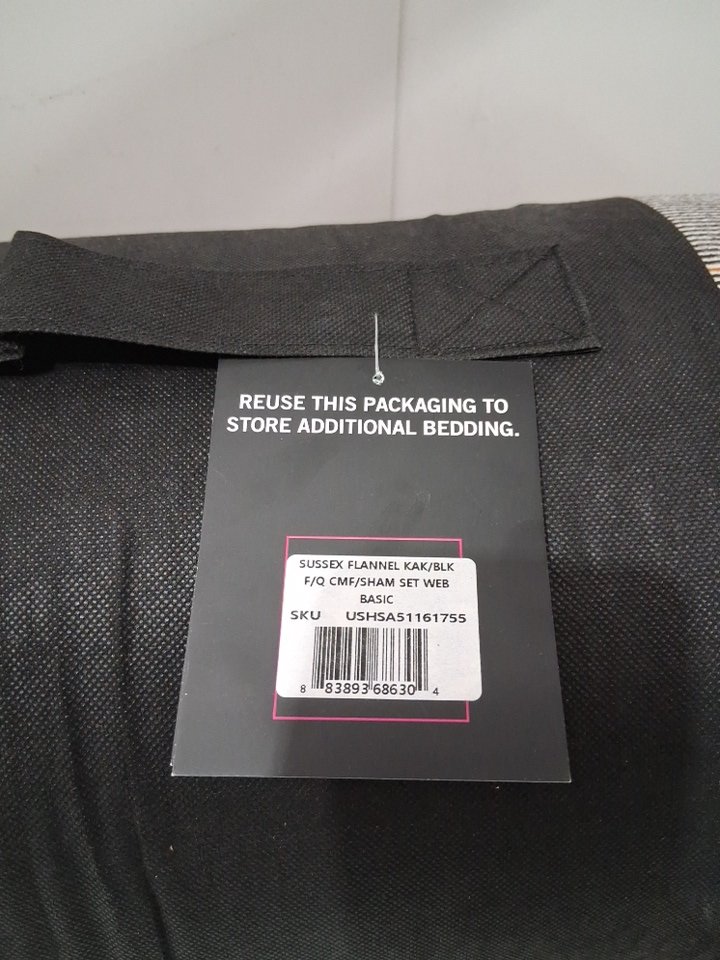 REUSE THIS PACKAGING TO
STORE ADDITIONAL BEDDING.
SUSSEX FLANNEL KAK/BLK
F/Q CMF/SHAM SET WEB
BASIC
SKU USHSA51161755
8 83893 68630 4